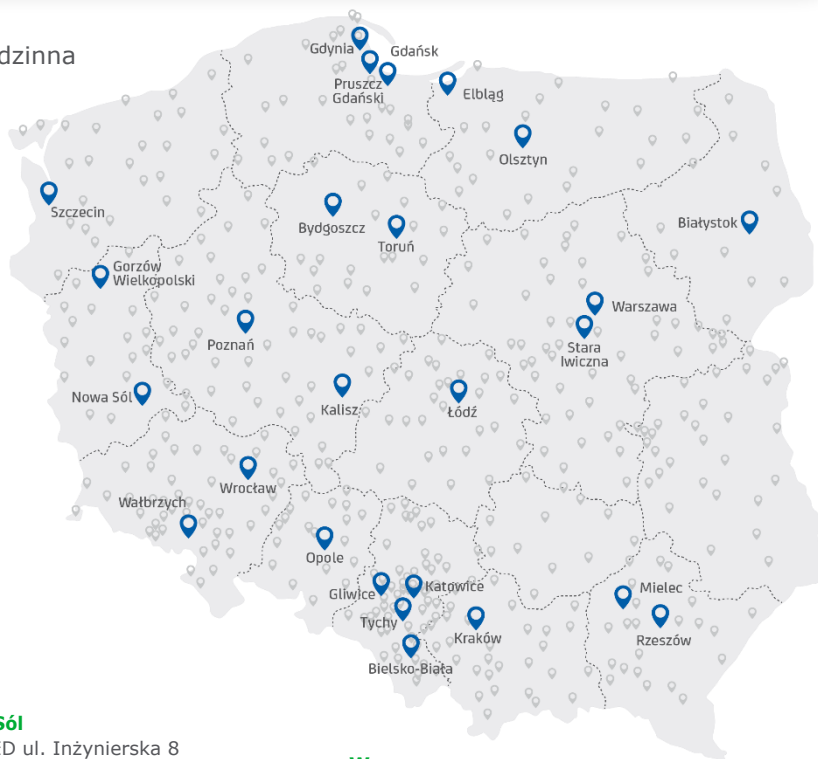 dzinna
Gdynia
Gdańsk
Pruszcz
Gdański
Elbląg
Olsztyn
Szczecin
Bydgoszcz
Toruń
Białystok
Gorzów
Wielkopolski
Warszawa
Poznań
Stara
Iwiczna
Nowa Sól
Kalisz
Łódź
Wrocław
Wałbrzych
Opole
Gliwice
Katowice
Mielec
Tychy
Kraków
Rzeszów
Bielsko-Biała
Sól
ED ul. Inżynierska 8